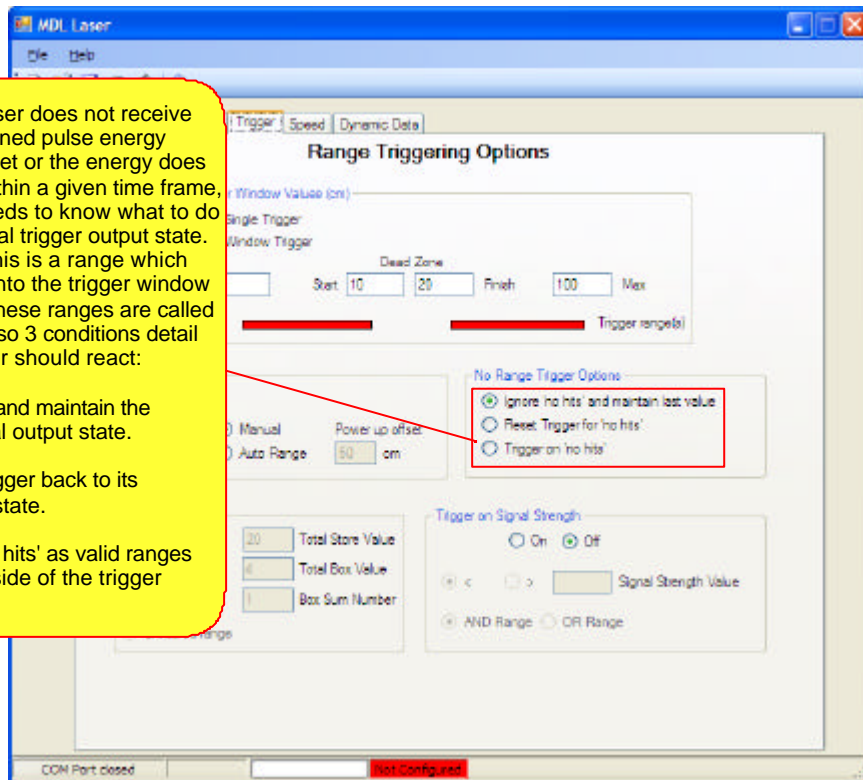 MDL Laser
File Help
Trigger Speed Dynamic Data
Range Triggering Options
ser does not receive
ned pulse energy
et or the energy does
thin a given time frame,
eds to know what to do
al trigger output state.
his is a range which
nto the trigger window
hese ranges are called
so 3 conditions detail
r should react:
and maintain the
al output state.
gger back to its
state.
hits' as valid ranges
side of the trigger
r Window Values (cm)
Single Trigger
Window Trigger
Dead Zone
Start 10 20 Finish 100 Max
Trigger range(s)
Manual Power up offset
Auto Range 50 cm
No Range Trigger Options
Ignore 'no hits' and maintain last value
Reset Trigger for 'no hits'
Trigger on 'no hits'
20 Total Store Value
Total Box Value
1 Box Sum Number
range
Trigger on Signal Strength
On Off
< > Signal Strength Value
AND Range OR Range
COM Port closed Not Configured